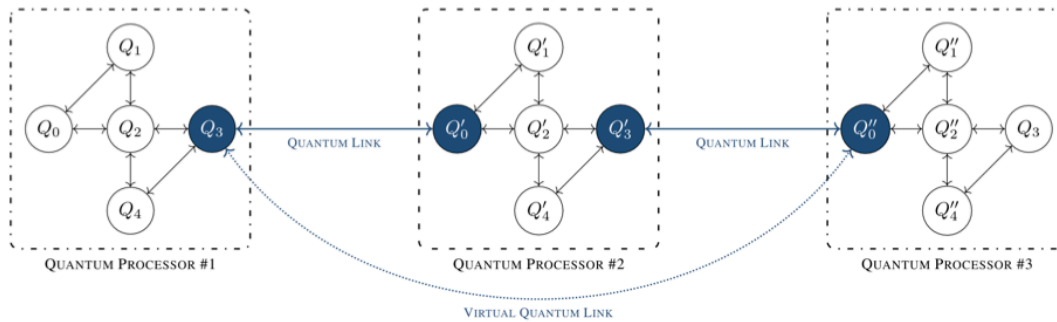 Q₁ Q′₁ Q″₁
Q₀ Q₂ Q₃ Q′₀ Q′₂ Q′₃ Q″₀ Q″₂ Q₃
QUANTUM LINK QUANTUM LINK
Q₄ Q′₄ Q″₄
QUANTUM PROCESSOR #1 QUANTUM PROCESSOR #2 QUANTUM PROCESSOR #3
VIRTUAL QUANTUM LINK